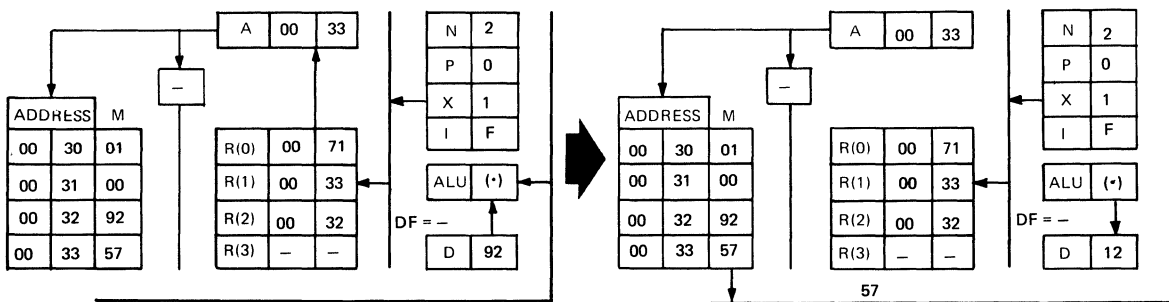 A 00 33
N 2
P 0
X 1
I F
–
ADDRESS M
00 30 01
00 31 00
00 32 92
00 33 57
R(0) 00 71
R(1) 00 33
R(2) 00 32
R(3) – –
ALU (•)
DF = –
D 92
A 00 33
N 2
P 0
X 1
I F
–
ADDRESS M
00 30 01
00 31 00
00 32 92
00 33 57
R(0) 00 71
R(1) 00 33
R(2) 00 32
R(3) – –
ALU (•)
DF = –
D 12
57